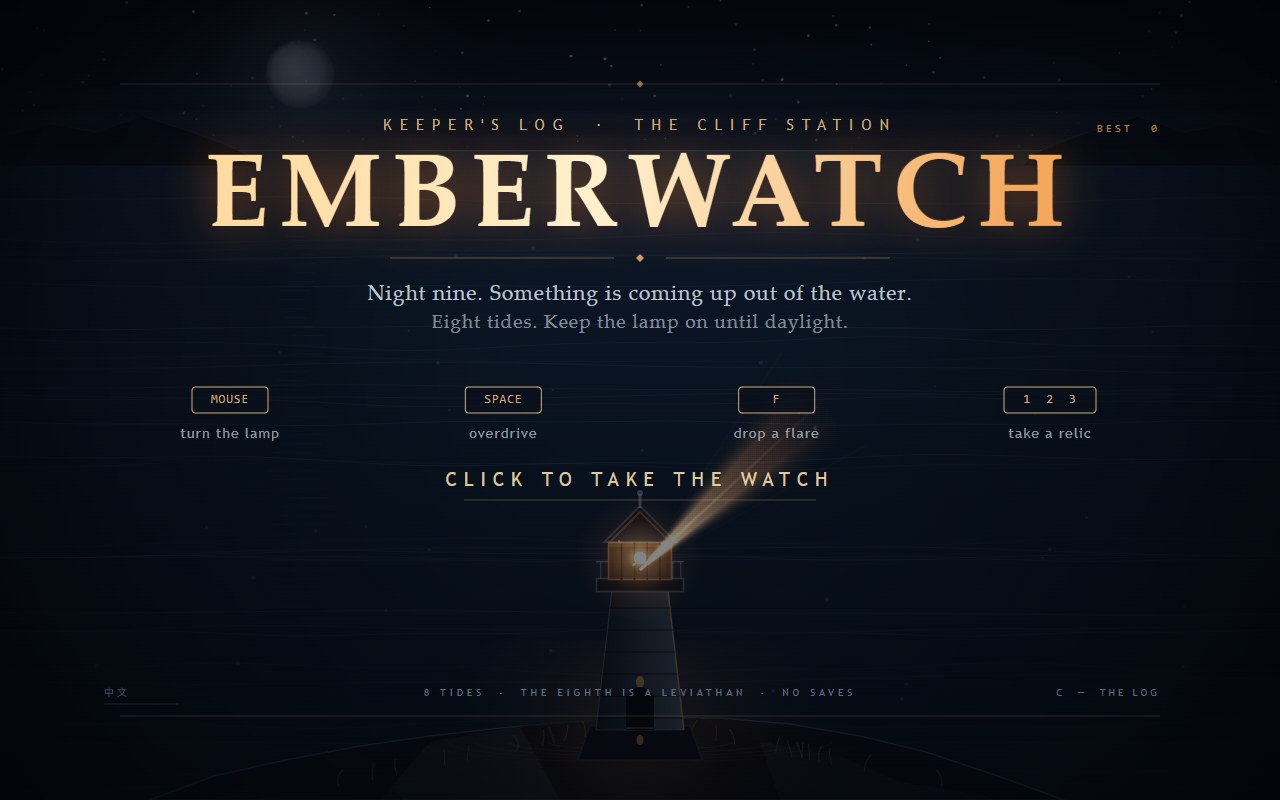 KEEPER'S LOG · THE CLIFF STATION
BEST 0
EMBERWATCH
Night nine. Something is coming up out of the water.
Eight tides. Keep the lamp on until daylight.
MOUSE SPACE F 1 2 3
turn the lamp overdrive drop a flare take a relic
CLICK TO TAKE THE WATCH
中文 8 TIDES · THE EIGHTH IS A LEVIATHAN · NO SAVES C — THE LOG